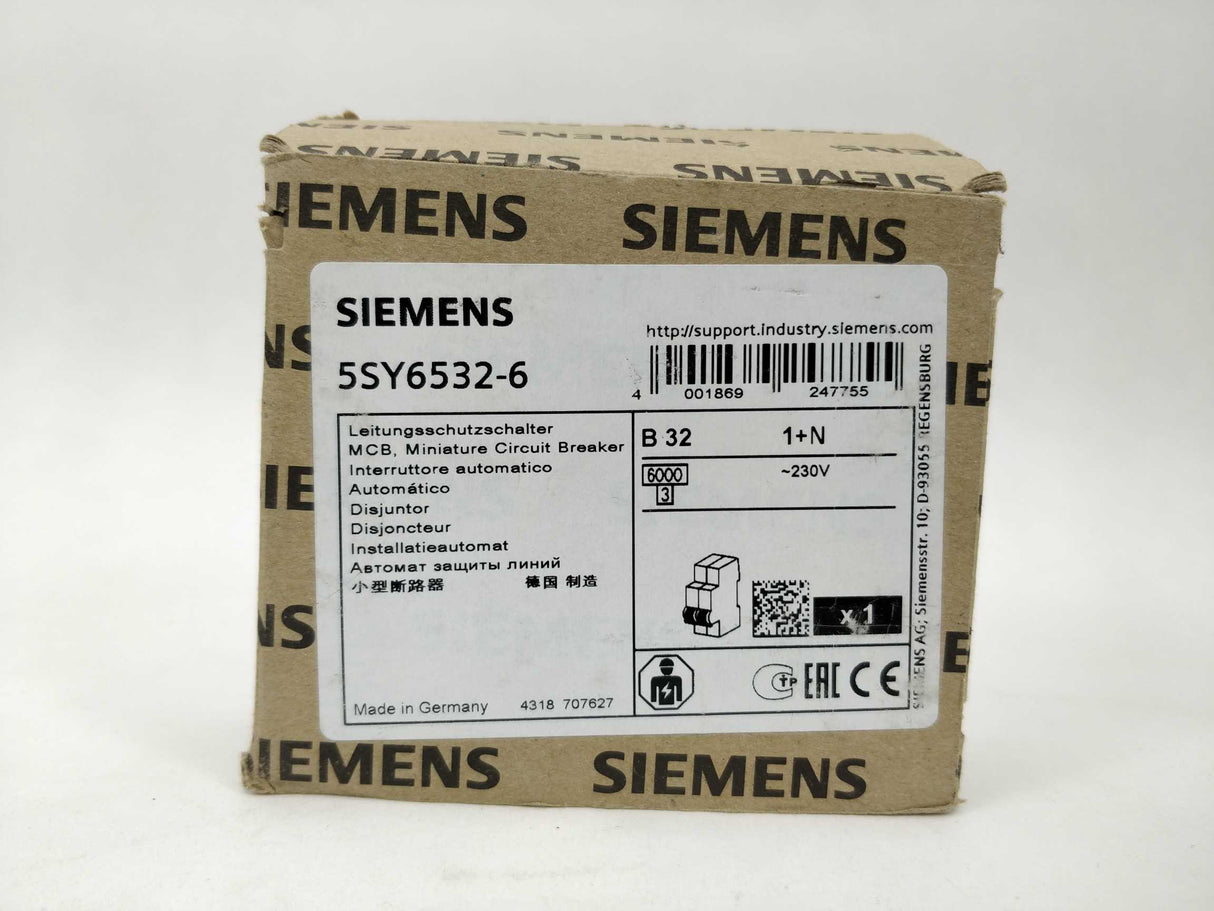 SIEMENS SIEMENS
SIEMENS SIEMENS
SIEMENS
5SY6532-6
http://support.industry.siemens.com
4 001869 247755
Leitungsschutzschalter
MCB, Miniature Circuit Breaker
Interruttore automatico
Automático
Disjuntor
Disjoncteur
Installatieautomat
Автомат защиты линий
小型断路器 德国 制造
Made in Germany 4318 707627
B 32 1+N
6000 ~230V
3
x 1
CTP EAC CE
SIEMENS AG; Siemensstr. 10; D-93055 REGENSBURG
SIEMENS SIEMENS